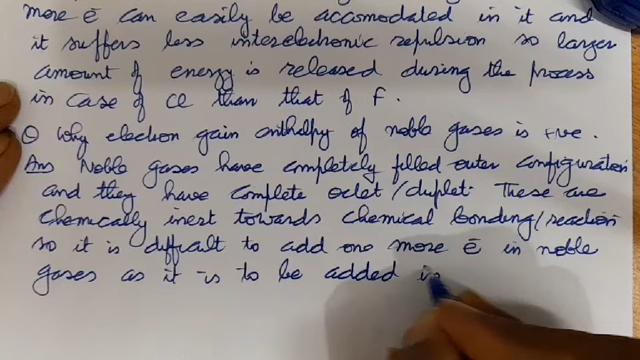 more ē can easily be accomodated in it and
it suffers less interelectronic repulsion so larger
amount of energy is released during the process
in case of Cl than that of F.
Q Why electron gain enthalpy of noble gases is +ve.
Ans Noble gases have completely filled outer configuration
and they have complete octet/duplet. These are
chemically inert towards chemical bonding/reaction
so it is difficult to add one more ē in noble
gases as it is to be added in